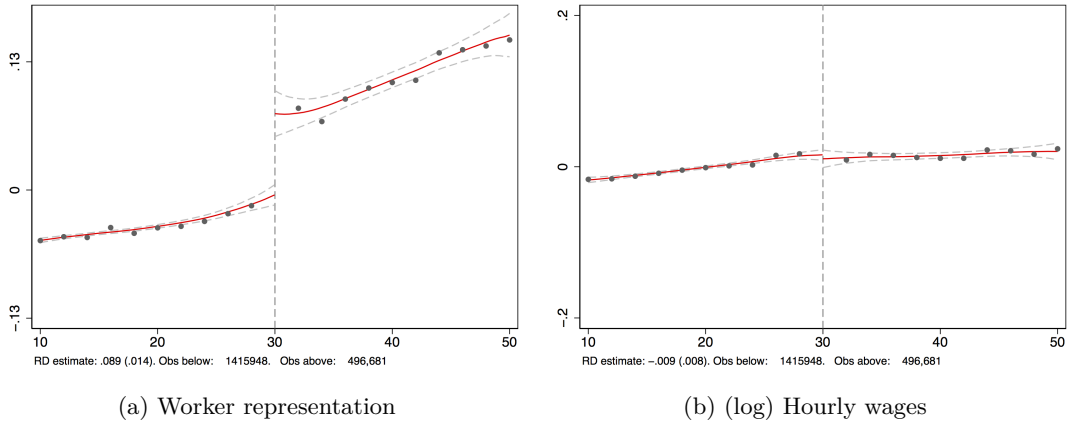 .13
0
-.13
10 20 30 40 50
RD estimate: .089 (.014). Obs below: 1415948. Obs above: 496,681
(a) Worker representation
.2
0
-.2
10 20 30 40 50
RD estimate: -.009 (.008). Obs below: 1415948. Obs above: 496,681
(b) (log) Hourly wages